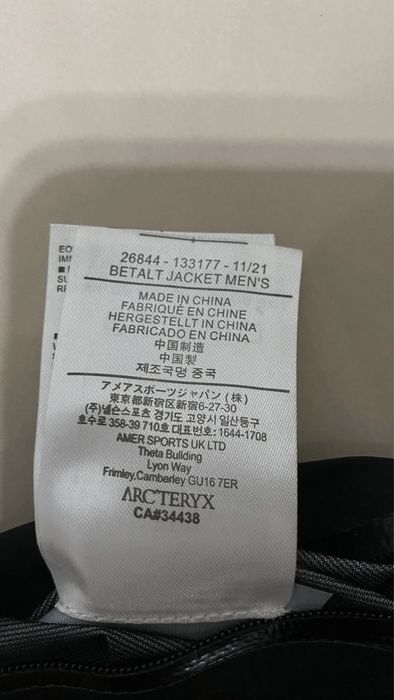 26844 - 133177 - 11/21
BETALT JACKET MEN'S
MADE IN CHINA
FABRIQUÉ EN CHINE
HERGESTELLT IN CHINA
FABRICADO EN CHINA
中国制造
中国製
제조국명 중국
アメアスポーツジャパン (株)
東京都新宿区新宿6-27-30
(주)넬슨스포츠 경기도 고양시 일산동구
호수로 358-39 710호 대표번호: 1644-1708
AMER SPORTS UK LTD
Theta Building
Lyon Way
Frimley,Camberley GU16 7ER
ARC'TERYX
CA#34438